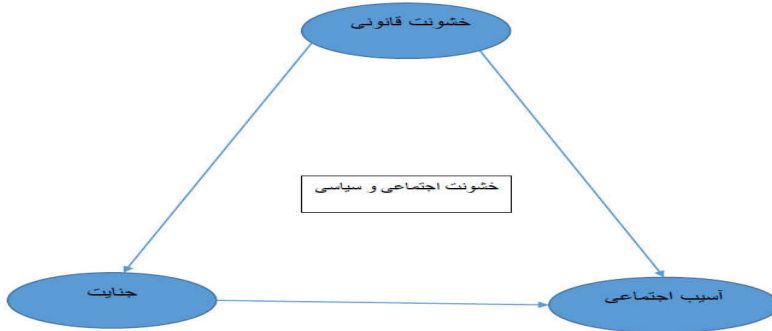 خشونت قانونی
خشونت اجتماعی و سیاسی
آسیب اجتماعی
جنایت